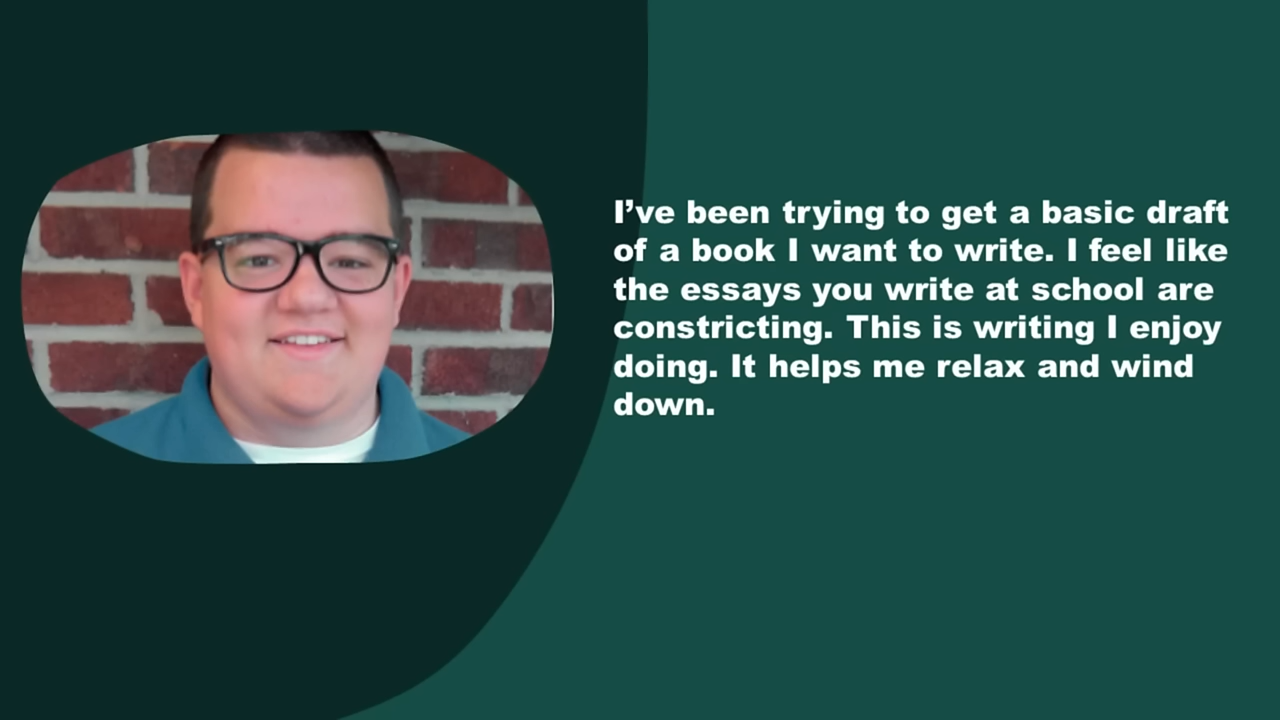 I’ve been trying to get a basic draft
of a book I want to write. I feel like
the essays you write at school are
constricting. This is writing I enjoy
doing. It helps me relax and wind
down.